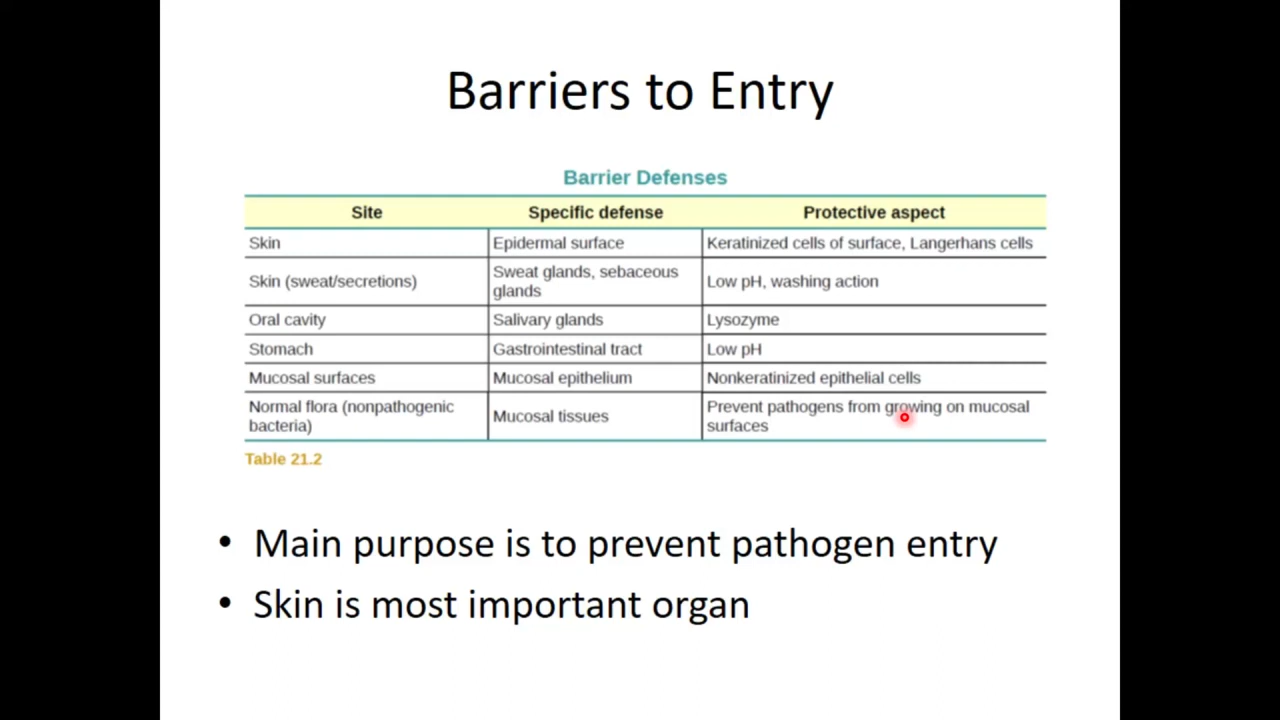 Barriers to Entry
Barrier Defenses
Site Specific defense Protective aspect
Skin Epidermal surface Keratinized cells of surface, Langerhans cells
Skin (sweat/secretions) Sweat glands, sebaceous
glands Low pH, washing action
Oral cavity Salivary glands Lysozyme
Stomach Gastrointestinal tract Low pH
Mucosal surfaces Mucosal epithelium Nonkeratinized epithelial cells
Normal flora (nonpathogenic
bacteria) Mucosal tissues Prevent pathogens from growing on mucosal
surfaces
Table 21.2
• Main purpose is to prevent pathogen entry
• Skin is most important organ